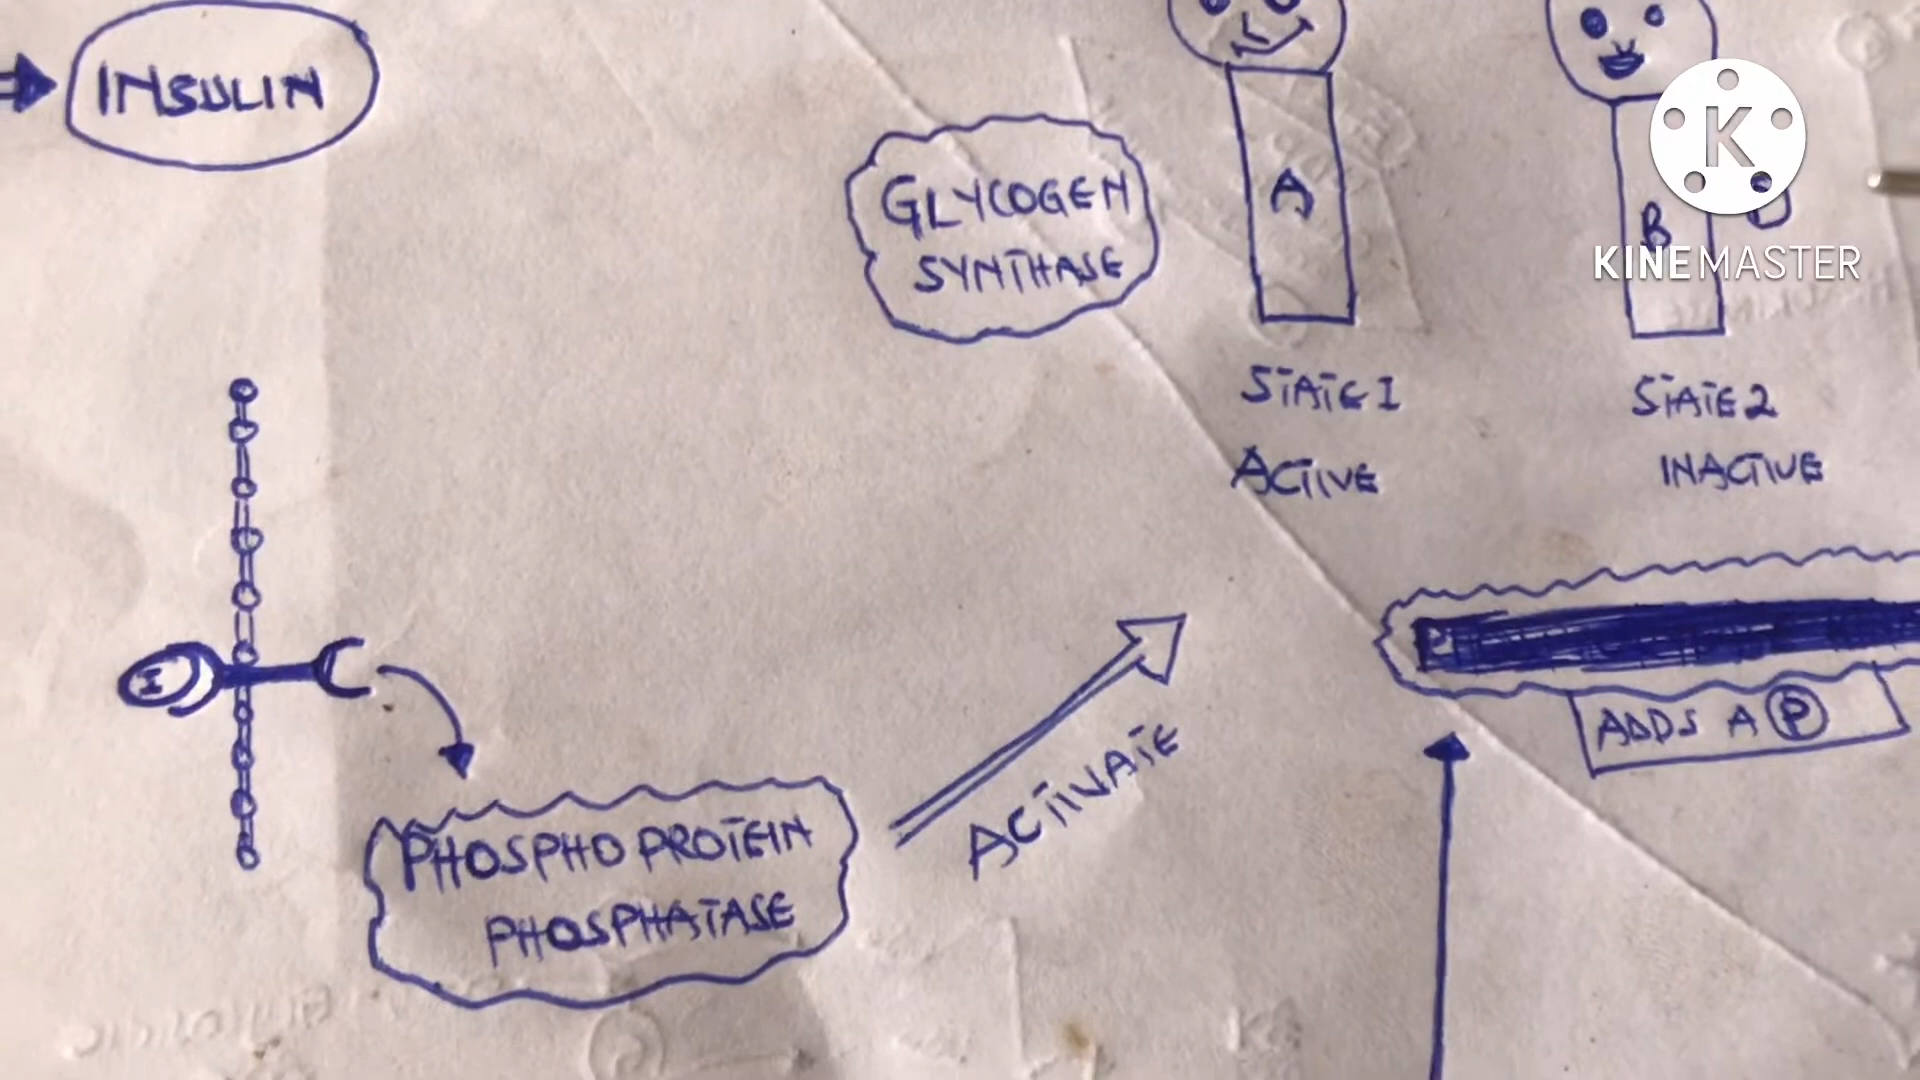 INSULIN
GLYCOGEN
SYNTHASE
A
B
K
KINEMASTER
STATE 1
STATE 2
ACTIVE
INACTIVE
I
ADDS A P
ACTIVATE
PHOSPHO PROTEIN
PHOSPHATASE